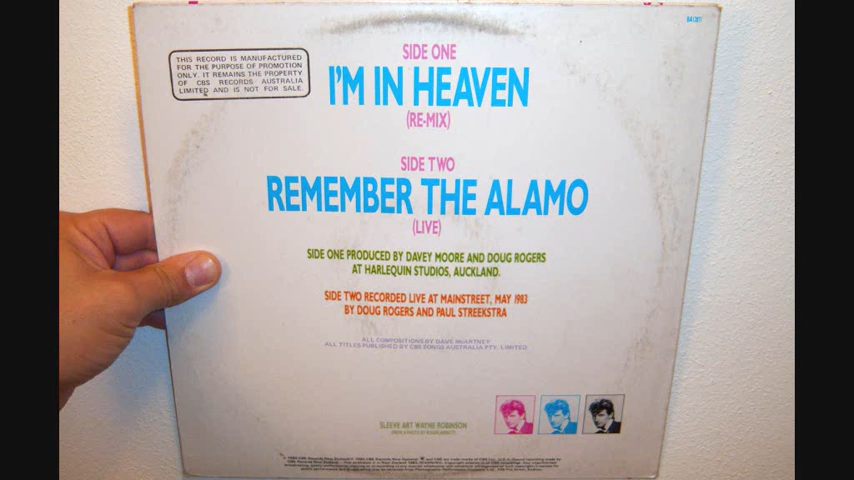 BA 12071
THIS RECORD IS MANUFACTURED
FOR THE PURPOSE OF PROMOTION
ONLY. IT REMAINS THE PROPERTY
OF CBS RECORDS AUSTRALIA
LIMITED AND IS NOT FOR SALE.
SIDE ONE
I'M IN HEAVEN
(RE-MIX)
SIDE TWO
REMEMBER THE ALAMO
(LIVE)
SIDE ONE PRODUCED BY DAVEY MOORE AND DOUG ROGERS
AT HARLEQUIN STUDIOS, AUCKLAND.
SIDE TWO RECORDED LIVE AT MAINSTREET, MAY 1983
BY DOUG ROGERS AND PAUL STREEKSTRA
ALL COMPOSITIONS BY DAVE McARTNEY
ALL TITLES PUBLISHED BY CBS SONGS AUSTRALIA PTY. LIMITED
SLEEVE ART WAYNE ROBINSON